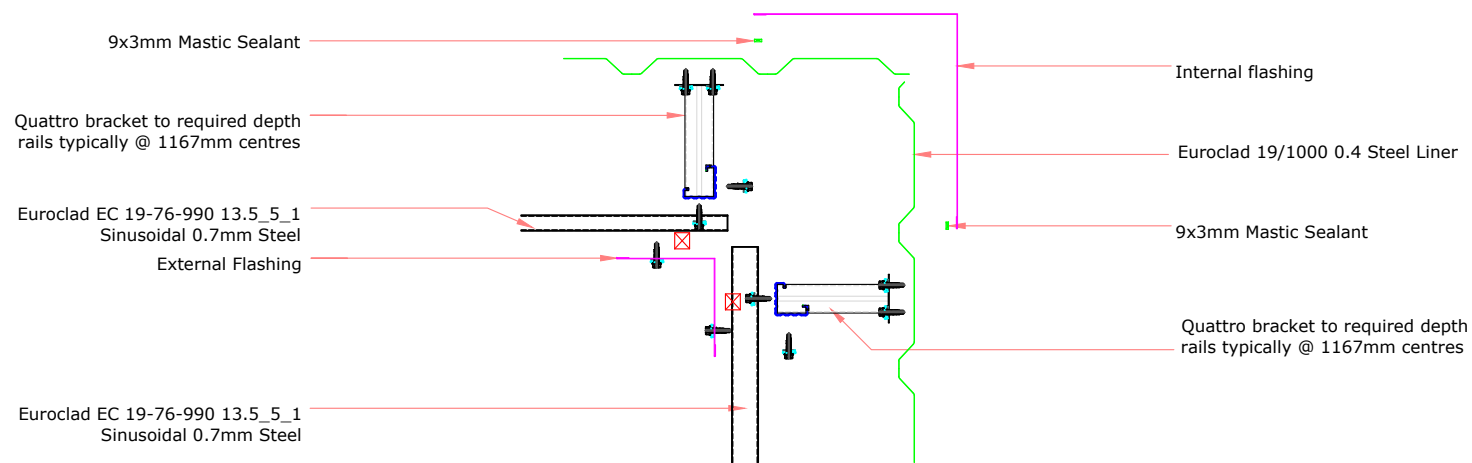 9x3mm Mastic Sealant
Quattro bracket to required depth
rails typically @ 1167mm centres
Euroclad EC 19-76-990 13.5_5_1
Sinusoidal 0.7mm Steel
External Flashing
Euroclad EC 19-76-990 13.5_5_1
Sinusoidal 0.7mm Steel
Internal flashing
Euroclad 19/1000 0.4 Steel Liner
9x3mm Mastic Sealant
Quattro bracket to required depth
rails typically @ 1167mm centres